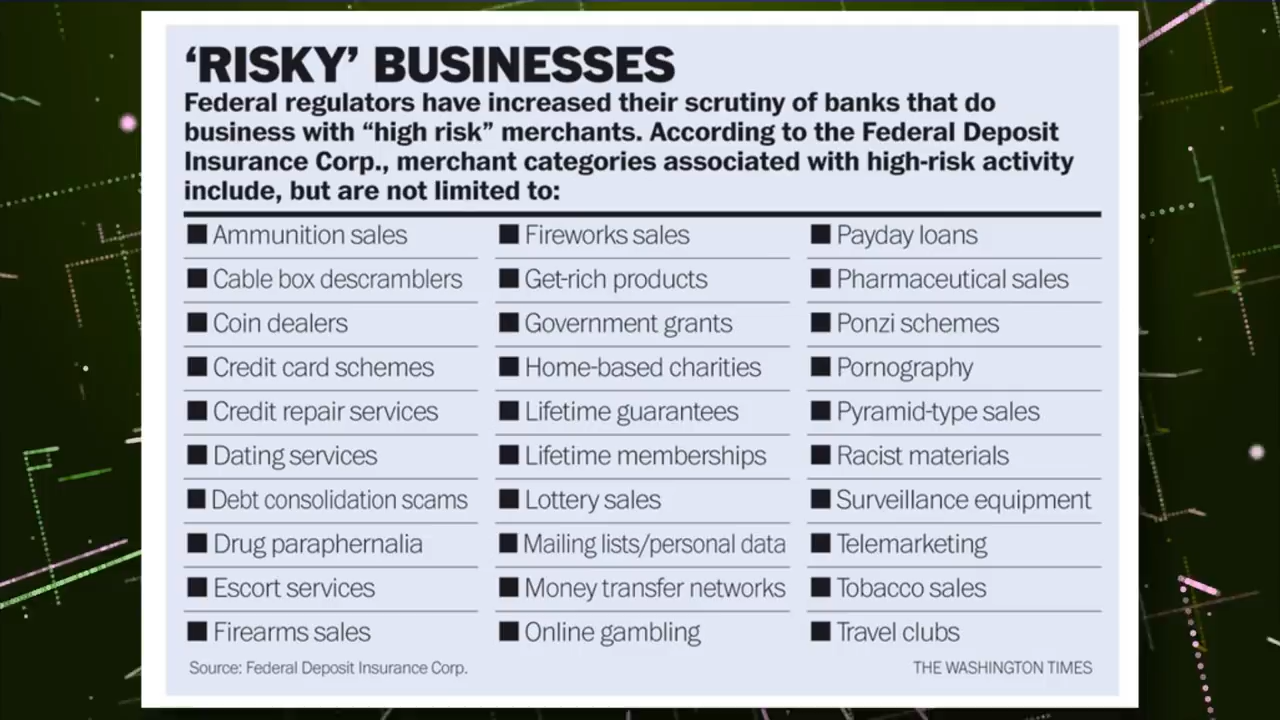 ‘RISKY’ BUSINESSES
Federal regulators have increased their scrutiny of banks that do
business with “high risk” merchants. According to the Federal Deposit
Insurance Corp., merchant categories associated with high-risk activity
include, but are not limited to:
Ammunition sales
Cable box descramblers
Coin dealers
Credit card schemes
Credit repair services
Dating services
Debt consolidation scams
Drug paraphernalia
Escort services
Firearms sales
Fireworks sales
Get-rich products
Government grants
Home-based charities
Lifetime guarantees
Lifetime memberships
Lottery sales
Mailing lists/personal data
Money transfer networks
Online gambling
Payday loans
Pharmaceutical sales
Ponzi schemes
Pornography
Pyramid-type sales
Racist materials
Surveillance equipment
Telemarketing
Tobacco sales
Travel clubs
Source: Federal Deposit Insurance Corp.
THE WASHINGTON TIMES